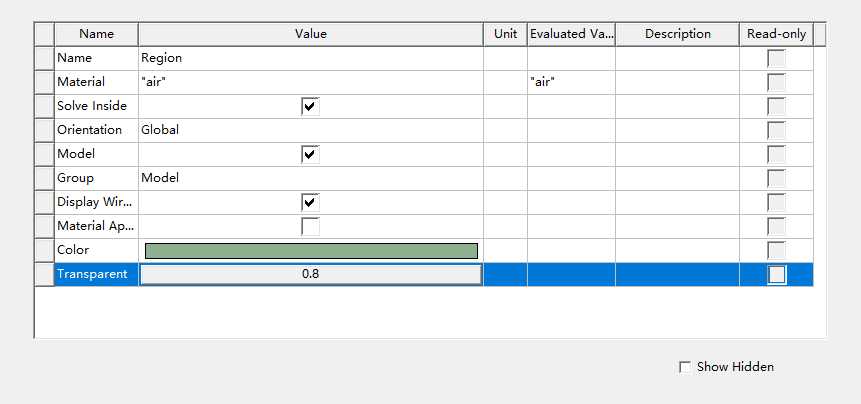 Name Value Unit Evaluated Va... Description Read-only
Name Region
Material "air" "air"
Solve Inside
Orientation Global
Model
Group Model
Display Wir...
Material Ap...
Color
Transparent 0.8
Show Hidden